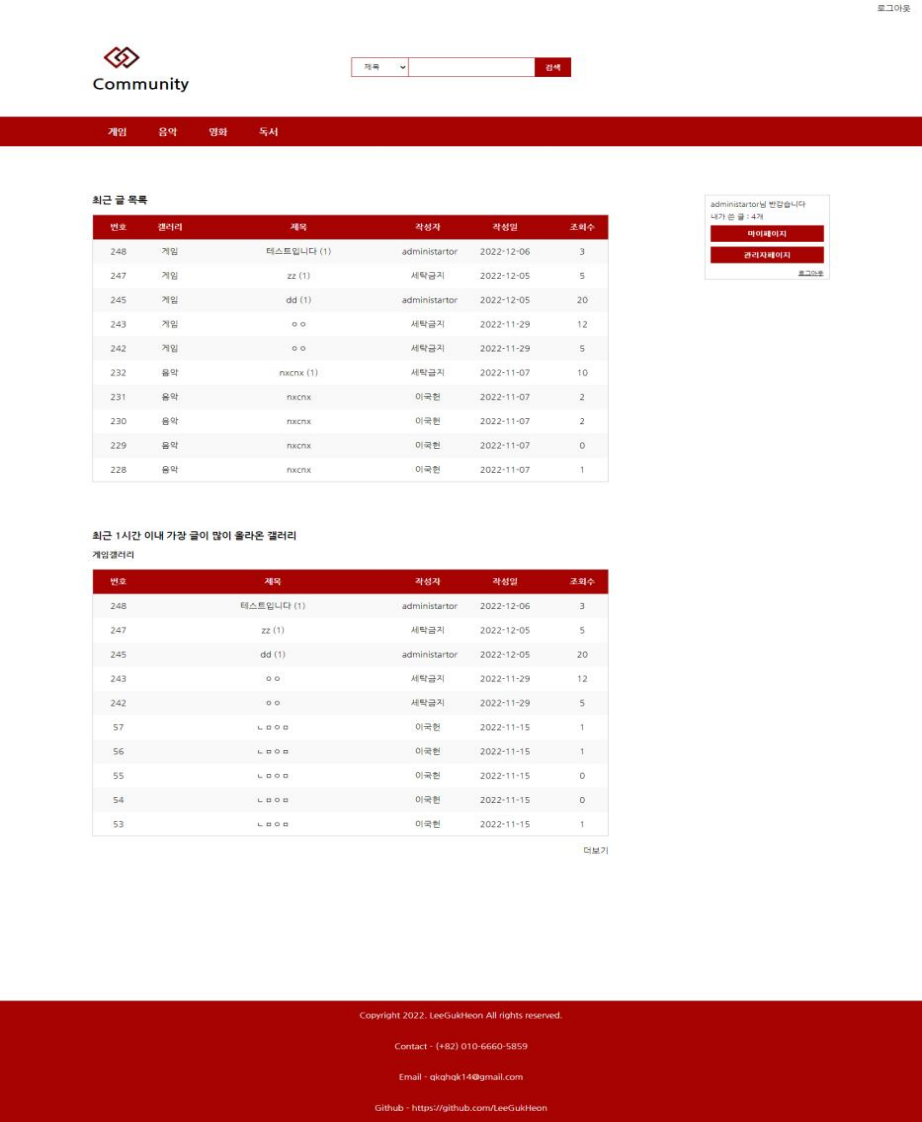 로그아웃
Community
제목 검색
게임 음악 영화 독서
최근 글 목록
번호 갤러리 제목 작성자 작성일 조회수
248 게임 테스트입니다 (1) administartor 2022-12-06 3
247 게임 zz (1) 세탁금지 2022-12-05 5
245 게임 dd (1) administartor 2022-12-05 20
243 게임 ㅇㅇ 세탁금지 2022-11-29 12
242 게임 ㅇㅇ 세탁금지 2022-11-29 5
232 음악 nxcnx (1) 세탁금지 2022-11-07 10
231 음악 nxcnx 이국헌 2022-11-07 2
230 음악 nxcnx 이국헌 2022-11-07 2
229 음악 nxcnx 이국헌 2022-11-07 0
228 음악 nxcnx 이국헌 2022-11-07 1
administartor님 반갑습니다
내가 쓴 글 : 4개
마이페이지
관리자페이지
로그아웃
최근 1시간 이내 가장 글이 많이 올라온 갤러리
게임갤러리
번호 제목 작성자 작성일 조회수
248 테스트입니다 (1) administartor 2022-12-06 3
247 zz (1) 세탁금지 2022-12-05 5
245 dd (1) administartor 2022-12-05 20
243 ㅇㅇ 세탁금지 2022-11-29 12
242 ㅇㅇ 세탁금지 2022-11-29 5
57 ㄴㅁㅇㅁ 이국헌 2022-11-15 1
56 ㄴㅁㅇㅁ 이국헌 2022-11-15 1
55 ㄴㅁㅇㅁ 이국헌 2022-11-15 0
54 ㄴㅁㅇㅁ 이국헌 2022-11-15 0
53 ㄴㅁㅇㅁ 이국헌 2022-11-15 1
더보기
Copyright 2022. LeeGukHeon All rights reserved.
Contact - (+82) 010-6660-5859
Email - qkqhqk14@gmail.com
Github - https://github.com/LeeGukHeon